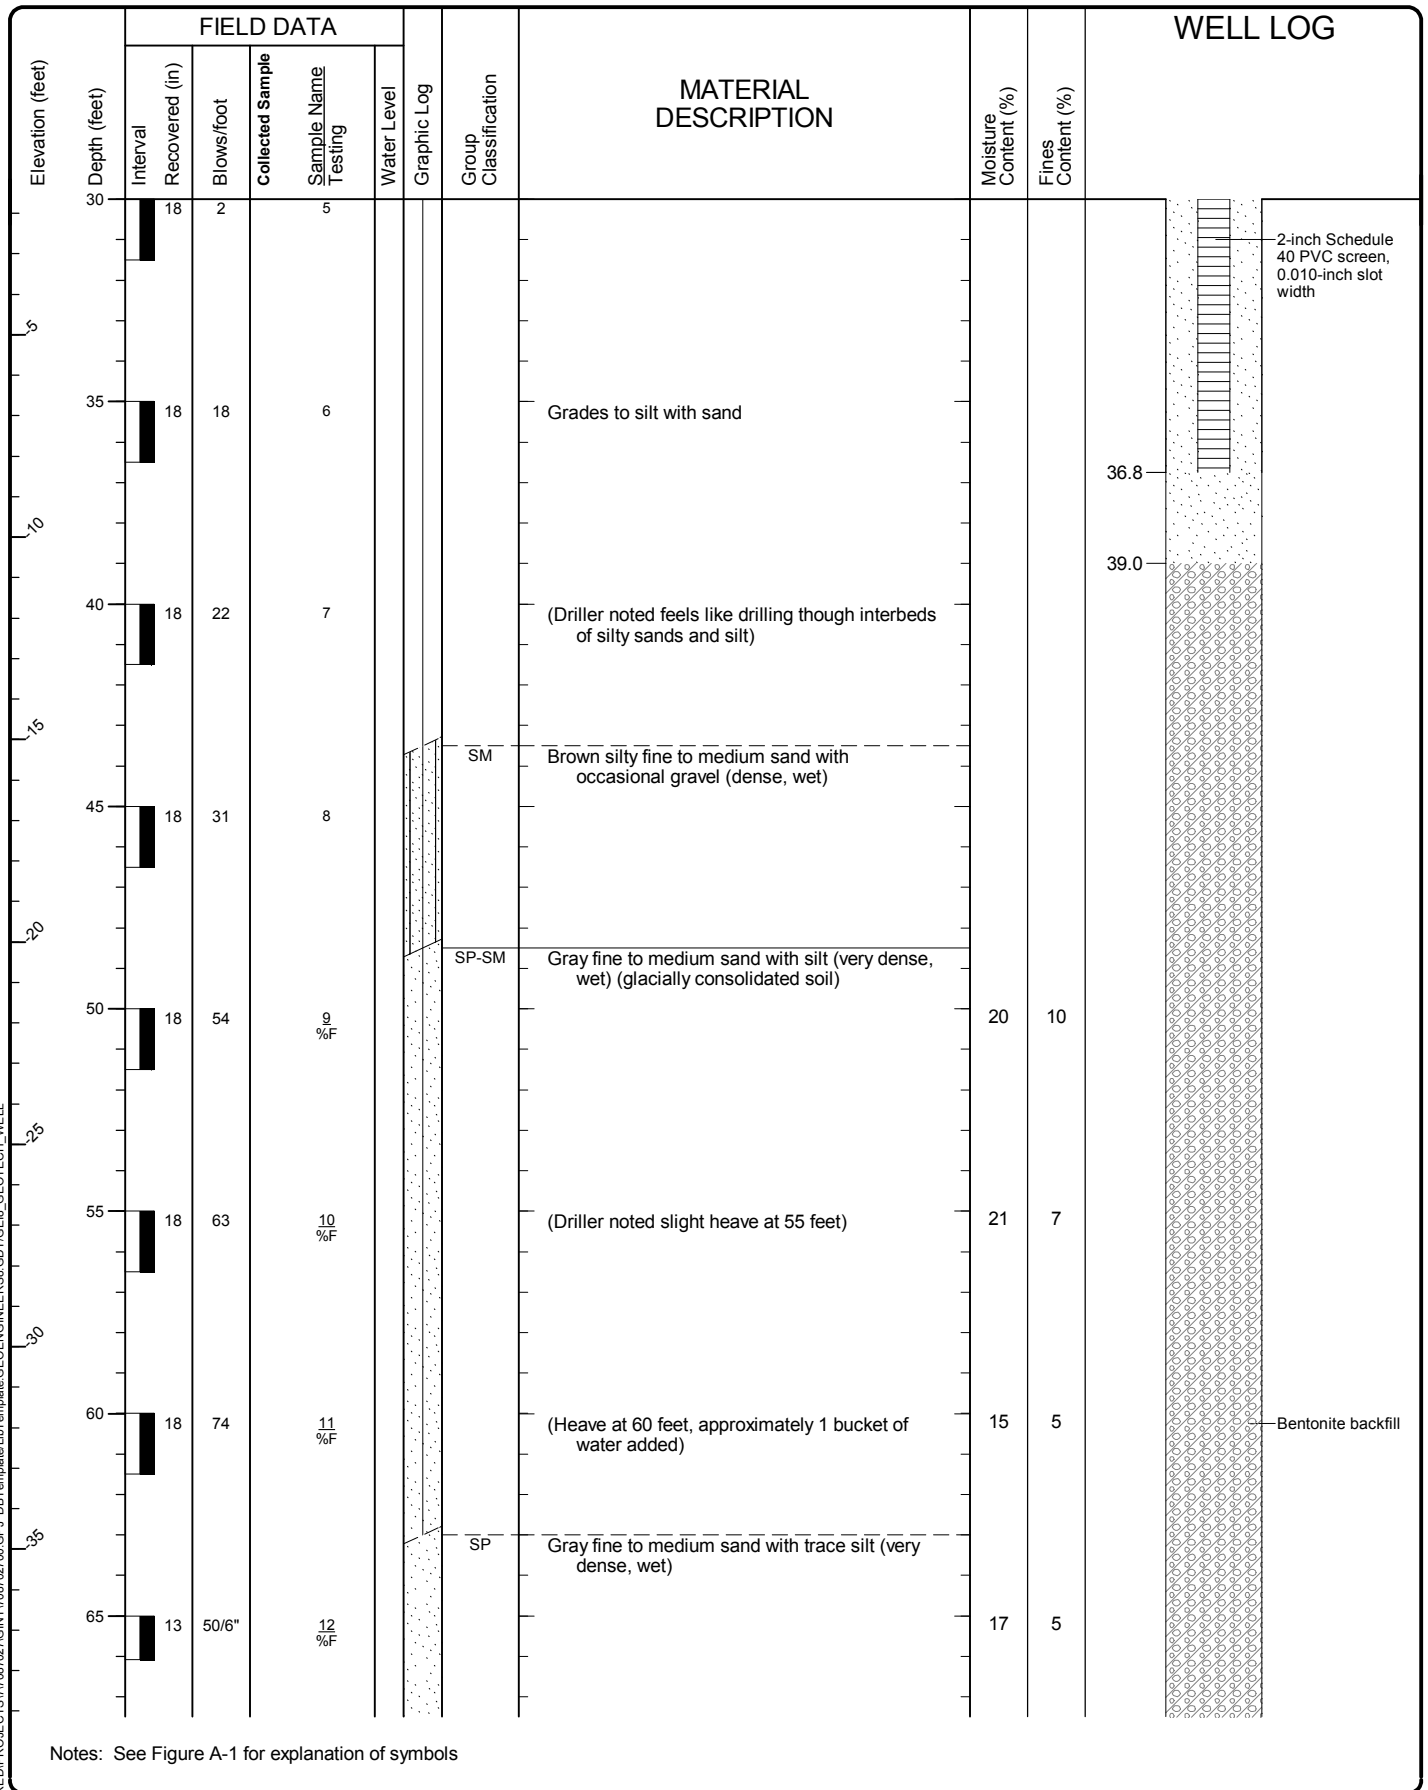 FIELD DATA
WELL LOG
Elevation (feet)
Depth (feet)
Interval
Recovered (in)
Blows/foot
Collected Sample
Sample Name
Testing
Water Level
Graphic Log
Group
Classification
MATERIAL
DESCRIPTION
Moisture
Content (%)
Fines
Content (%)
30
18
2
5
2-inch Schedule
40 PVC screen,
0.010-inch slot
width
-5
35
18
18
6
Grades to silt with sand
36.8
-10
39.0
40
18
22
7
(Driller noted feels like drilling though interbeds
of silty sands and silt)
-15
SM
Brown silty fine to medium sand with
occasional gravel (dense, wet)
45
18
31
8
-20
SP-SM
Gray fine to medium sand with silt (very dense,
wet) (glacially consolidated soil)
50
18
54
9
%F
20
10
-25
55
18
63
10
%F
(Driller noted slight heave at 55 feet)
21
7
-30
60
18
74
11
%F
(Heave at 60 feet, approximately 1 bucket of
water added)
15
5
Bentonite backfill
-35
SP
Gray fine to medium sand with trace silt (very
dense, wet)
65
13
50/6"
12
%F
17
5
Notes: See Figure A-1 for explanation of symbols